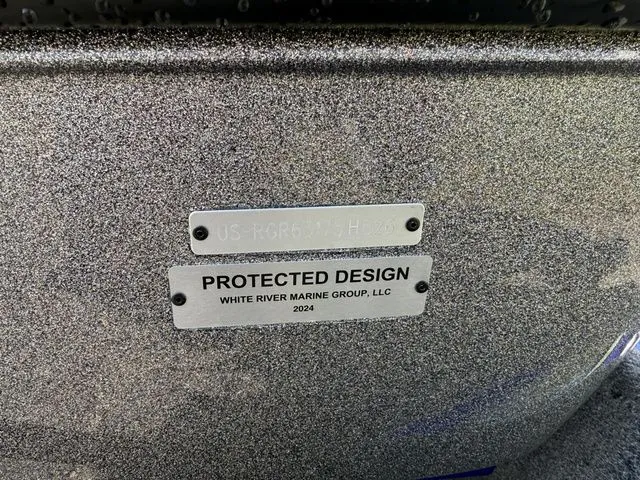 PROTECTED DESIGN
WHITE RIVER MARINE GROUP, LLC
2024